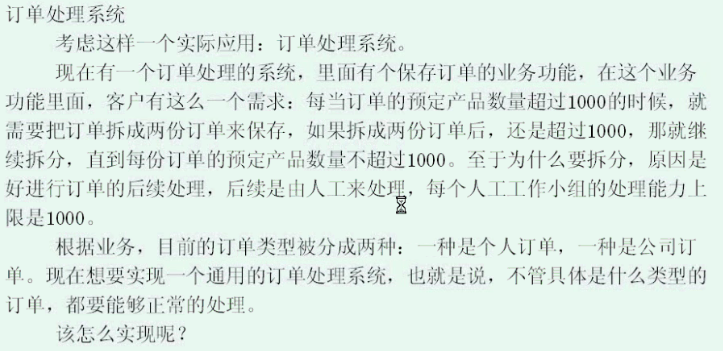 订单处理系统
考虑这样一个实际应用：订单处理系统。
现在有一个订单处理的系统，里面有个保存订单的业务功能，在这个业务
功能里面，客户有这么一个需求：每当订单的预定产品数量超过1000的时候，就
需要把订单拆成两份订单来保存，如果拆成两份订单后，还是超过1000，那就继
续拆分，直到每份订单的预定产品数量不超过1000。至于为什么要拆分，原因是
好进行订单的后续处理，后续是由人工来处理，每个人工工作小组的处理能力上
限是1000。
根据业务，目前的订单类型被分成两种：一种是个人订单，一种是公司订
单。现在想要实现一个通用的订单处理系统，也就是说，不管具体是什么类型的
订单，都要能够正常的处理。
该怎么实现呢？